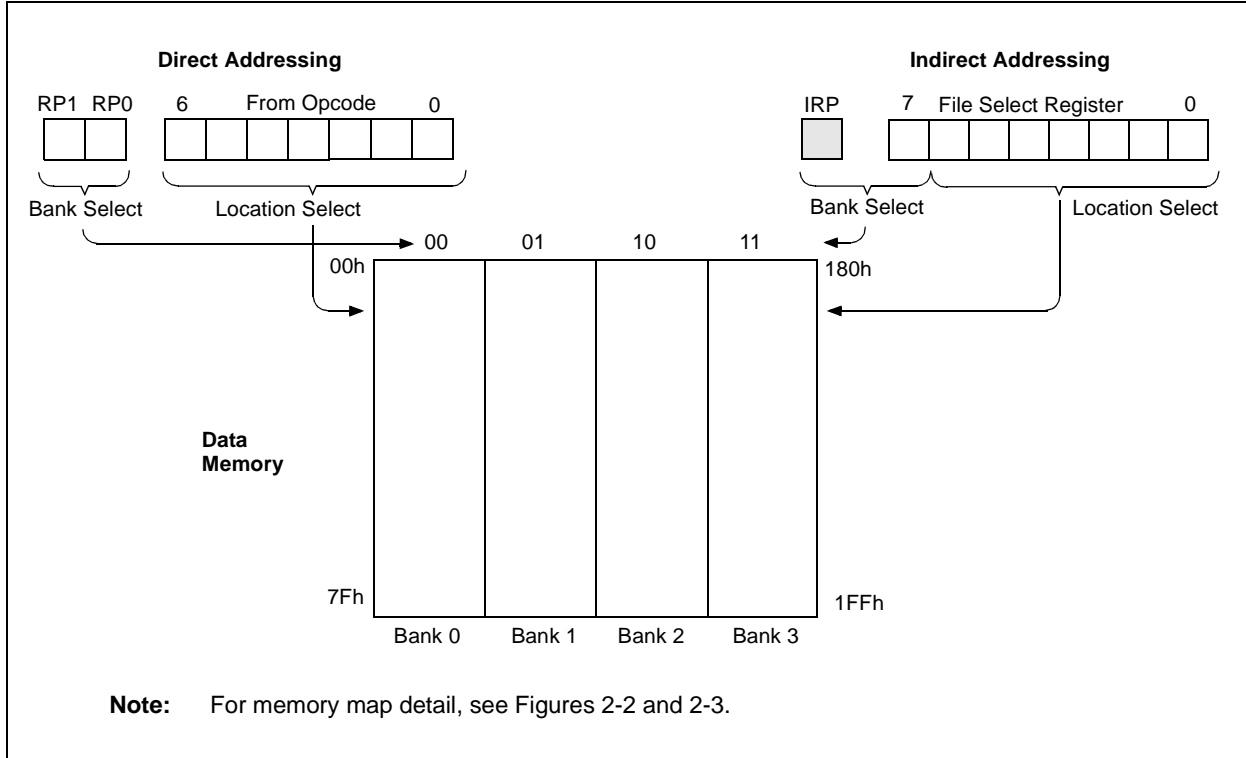 Direct Addressing
Indirect Addressing
RP1 RP0 6 From Opcode 0
IRP 7 File Select Register 0
Bank Select Location Select
Bank Select Location Select
00 01 10 11
00h 180h
Data
Memory
7Fh 1FFh
Bank 0 Bank 1 Bank 2 Bank 3
Note: For memory map detail, see Figures 2-2 and 2-3.